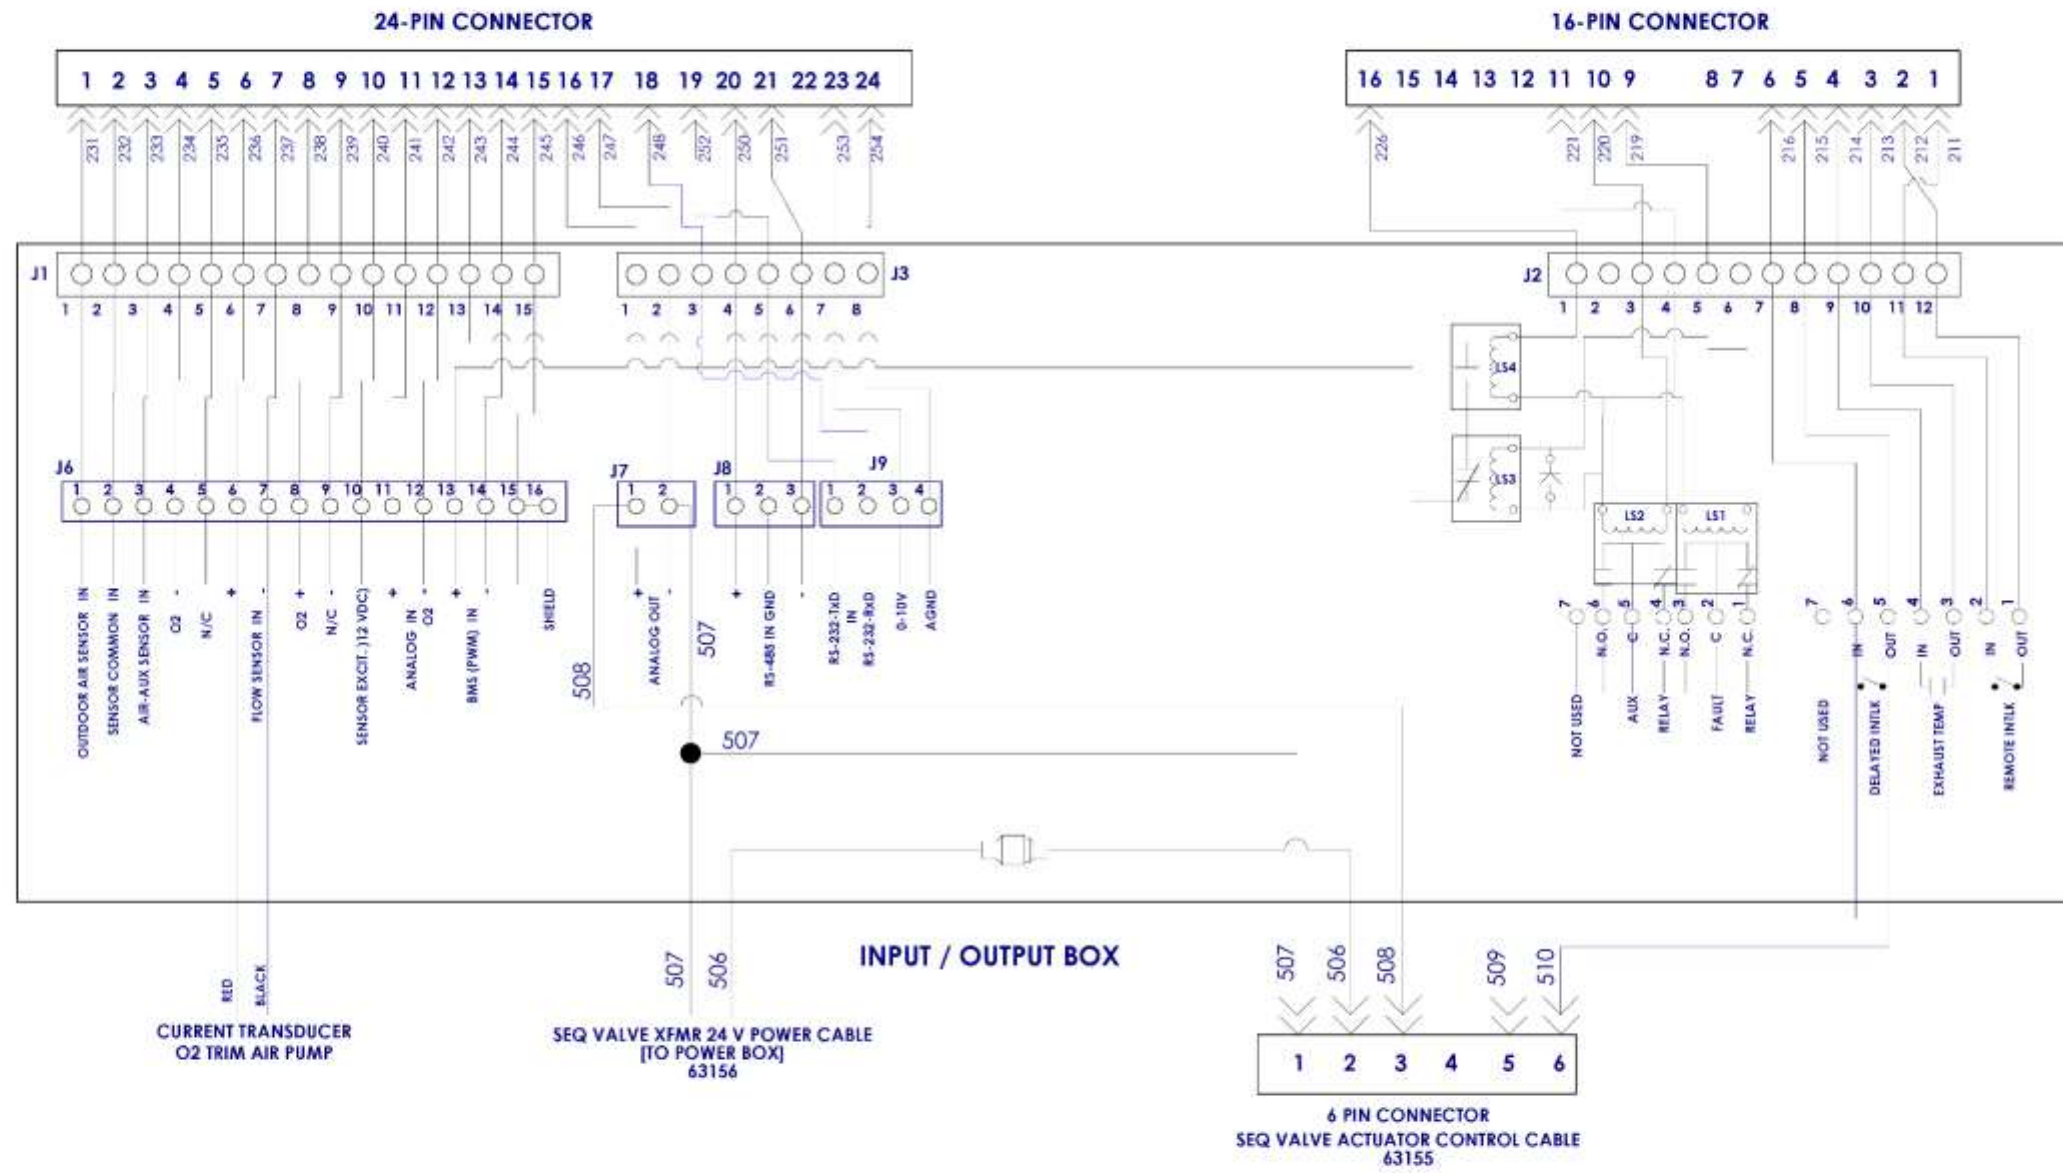 24-PIN CONNECTOR
16-PIN CONNECTOR
1 2 3 4 5 6 7 8 9 10 11 12 13 14 15 16 17 18 19 20 21 22 23 24
16 15 14 13 12 11 10 9 8 7 6 5 4 3 2 1
231 232 233 234 235 236 237 238 239 240 241 242 243 244 245 246 247 248 252 250 251 253 254
226 221 220 219 216 215 214 213 212 211
J1
J3
J2
1 2 3 4 5 6 7 8 9 10 11 12 13 14 15
1 2 3 4 5 6 7 8
1 2 3 4 5 6 7 8 9 10 11 12
LS4
LS3
J6
J7
J8
J9
1 2 3 4 5 6 7 8 9 10 11 12 13 14 15 16
1 2
1 2 3
1 2 3 4
LS2
LS1
7 6 5 4 3 2 1
7 6 5 4 3 2 1
OUTDOOR AIR SENSOR IN
SENSOR COMMON IN
AIR-AUX SENSOR IN
O2 -
N/C
+
FLOW SENSOR IN -
O2 +
N/C -
SENSOR EXCIT. )12 VDC)
ANALOG IN +
O2 -
BMS (PWM) IN + -
SHIELD
+
ANALOG OUT
-
+
RS-485 IN GND
-
RS-232-TxD
IN
RS-232-RxD
0-10V
AGND
N.O. C N.C. N.O. C N.C.
IN OUT IN OUT IN OUT
NOT USED
AUX
RELAY
FAULT
RELAY
NOT USED
DELAYED INTLK
EXHAUST TEMP
REMOTE INTLK
508
507
507
RED
BLACK
507
506
INPUT / OUTPUT BOX
507 506 508 509 510
CURRENT TRANSDUCER
O2 TRIM AIR PUMP
SEQ VALVE XFMR 24 V POWER CABLE
[TO POWER BOX]
63156
1 2 3 4 5 6
6 PIN CONNECTOR
SEQ VALVE ACTUATOR CONTROL CABLE
63155